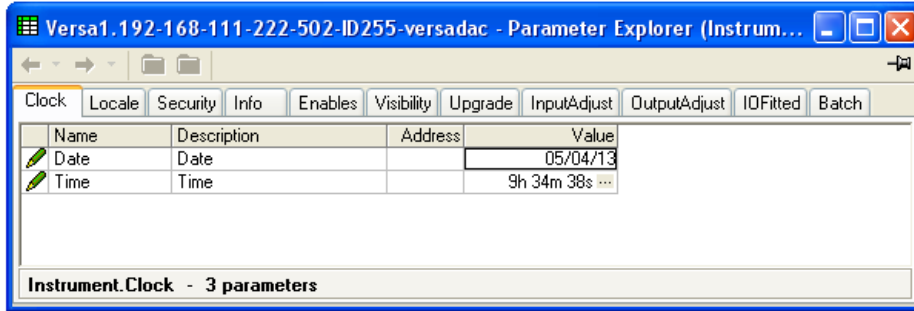 Versa1.192-168-111-222-502-ID255-versadac - Parameter Explorer (Instrum...
Clock Locale Security Info Enables Visibility Upgrade InputAdjust OutputAdjust IOFitted Batch
Name Description Address Value
Date Date 05/04/13
Time Time 9h 34m 38s ...
Instrument.Clock - 3 parameters